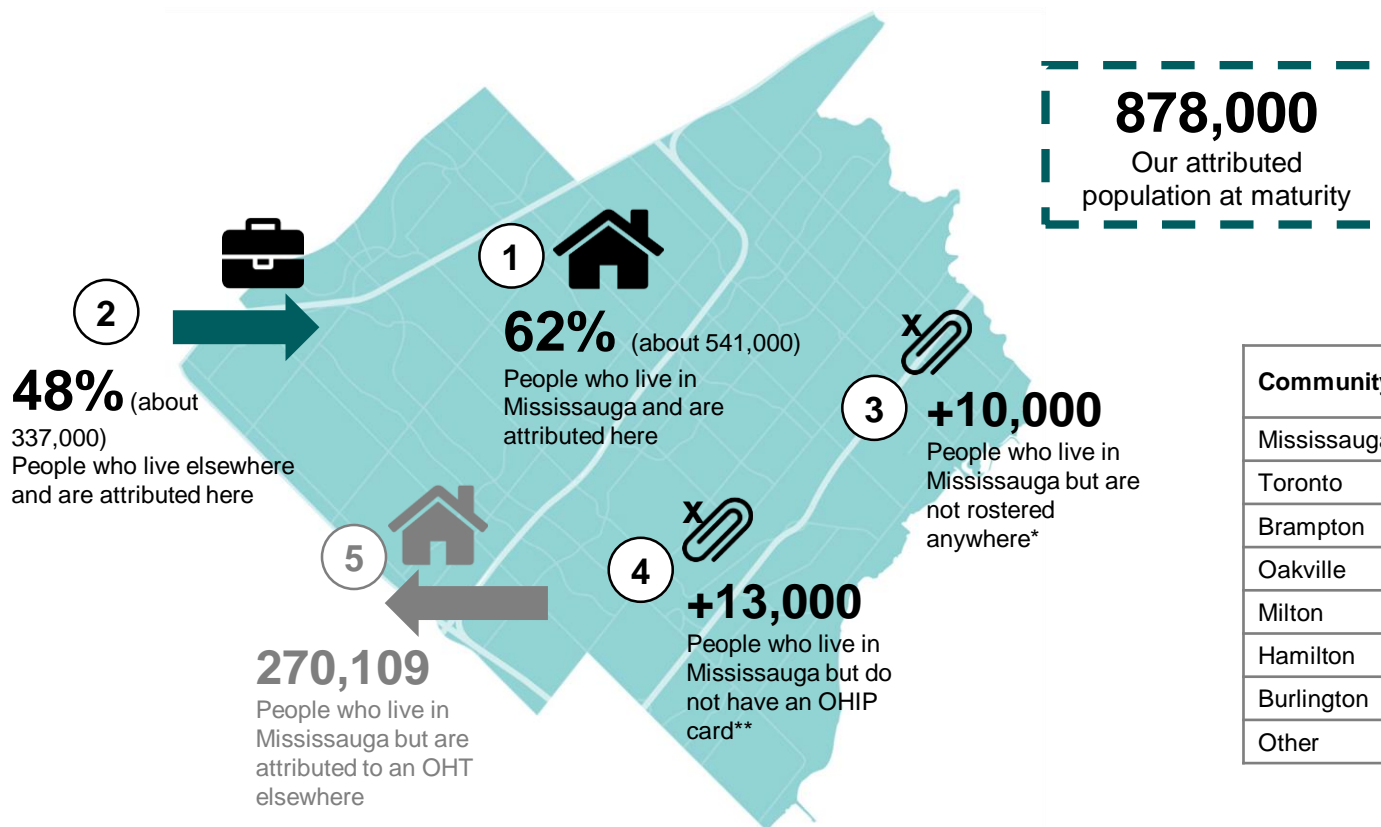 878,000
Our attributed
population at maturity
1
62% (about 541,000)
People who live in
Mississauga and are
attributed here
2
48% (about
337,000)
People who live elsewhere
and are attributed here
x
3
+10,000
People who live in
Mississauga but are
not rostered
anywhere*
x
4
+13,000
People who live in
Mississauga but do
not have an OHIP
card**
5
270,109
People who live in
Mississauga but are
attributed to an OHT
elsewhere
Community
Mississauga
Toronto
Brampton
Oakville
Milton
Hamilton
Burlington
Other